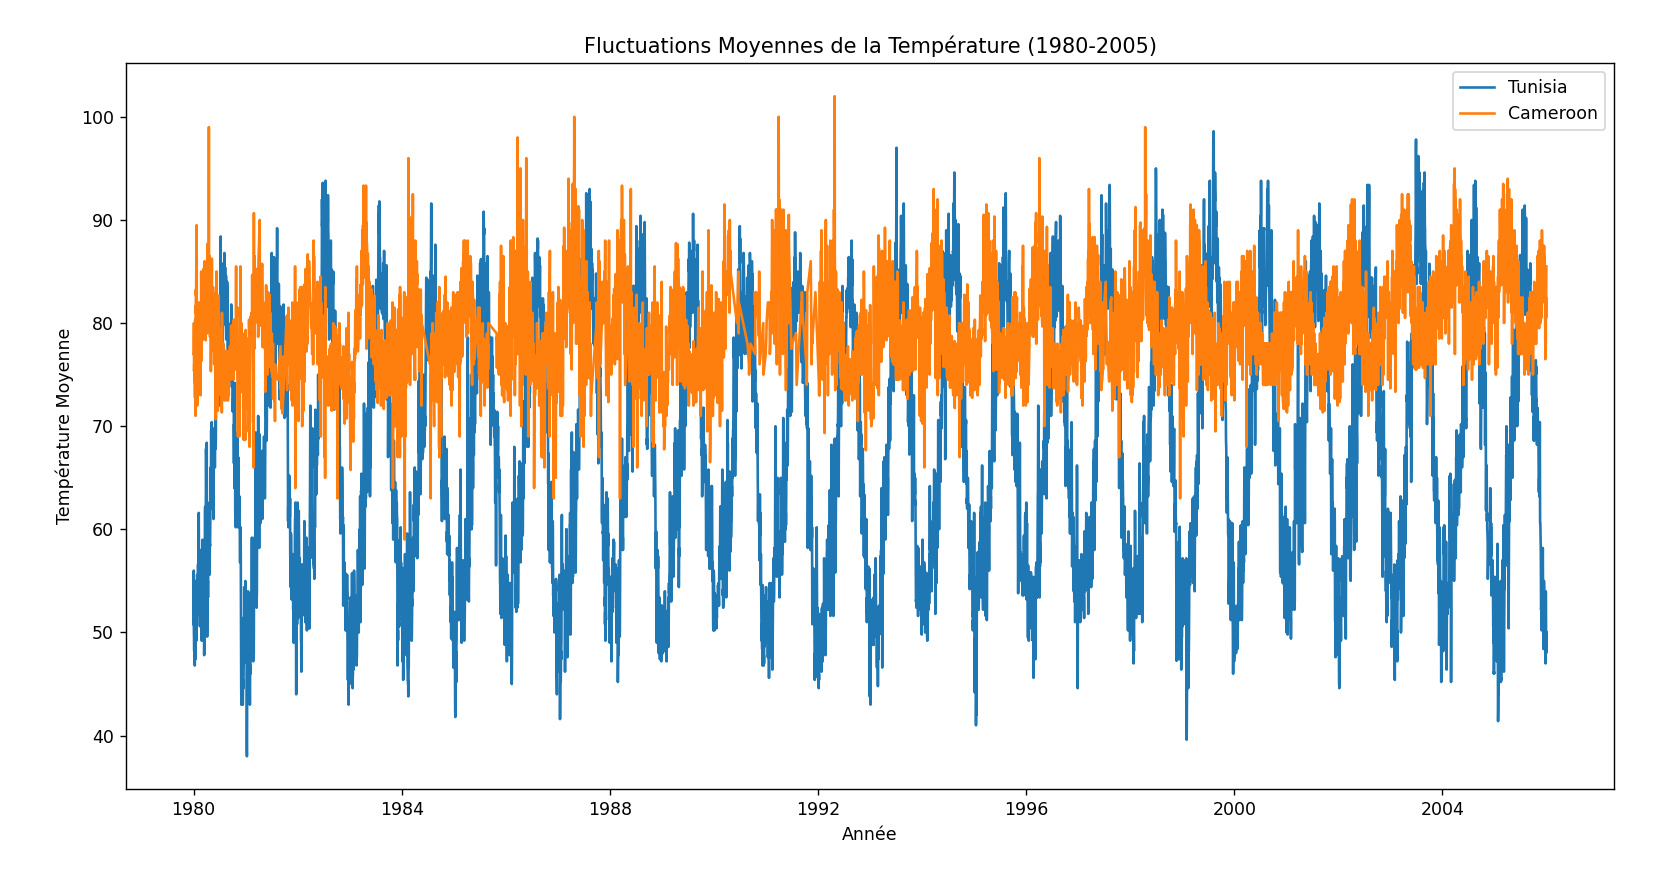 Fluctuations Moyennes de la Température (1980-2005)
Tunisia
Cameroon
Température Moyenne
100
90
80
70
60
50
40
1980 1984 1988 1992 1996 2000 2004
Année